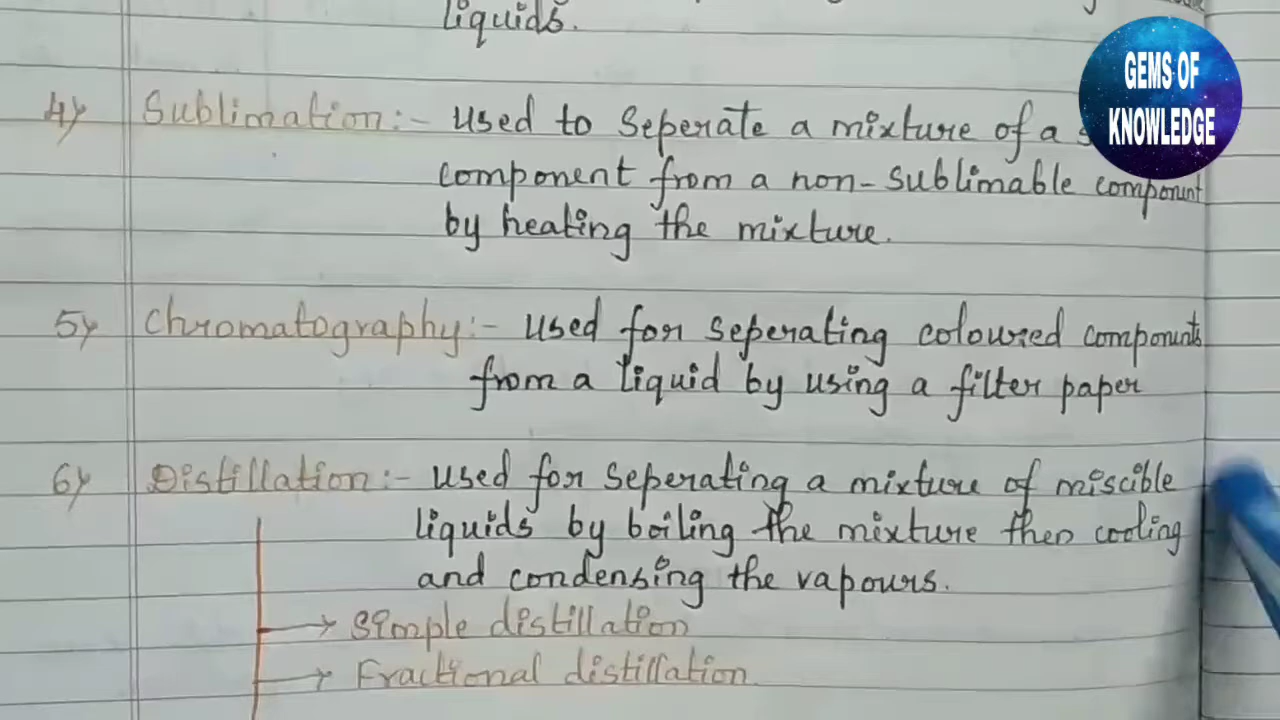 liquids.
4) Sublimation :- Used to Seperate a mixture of a
component from a non-sublimable component
by heating the mixture.
5) Chromatography :- Used for seperating coloured components
from a liquid by using a filter paper
6) Distillation :- Used for seperating a mixture of miscible
liquids by boiling the mixture then cooling
and condensing the vapours.
→ Simple distillation
→ Fractional distillation
GEMS OF
KNOWLEDGE